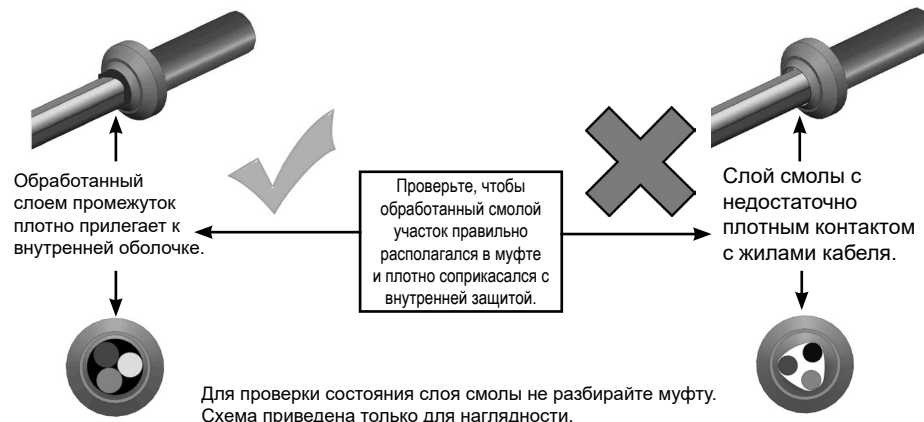 Обработанный
слоем промежуток
плотно прилегает к
внутренней оболочке.
Проверьте, чтобы
обработанный смолой
участок правильно
располагался в муфте
и плотно соприкасался с
внутренней защитой.
Слой смолы с
недостаточно
плотным контактом
с жилами кабеля.
Для проверки состояния слоя смолы не разбирайте муфту.
Схема приведена только для наглядности.